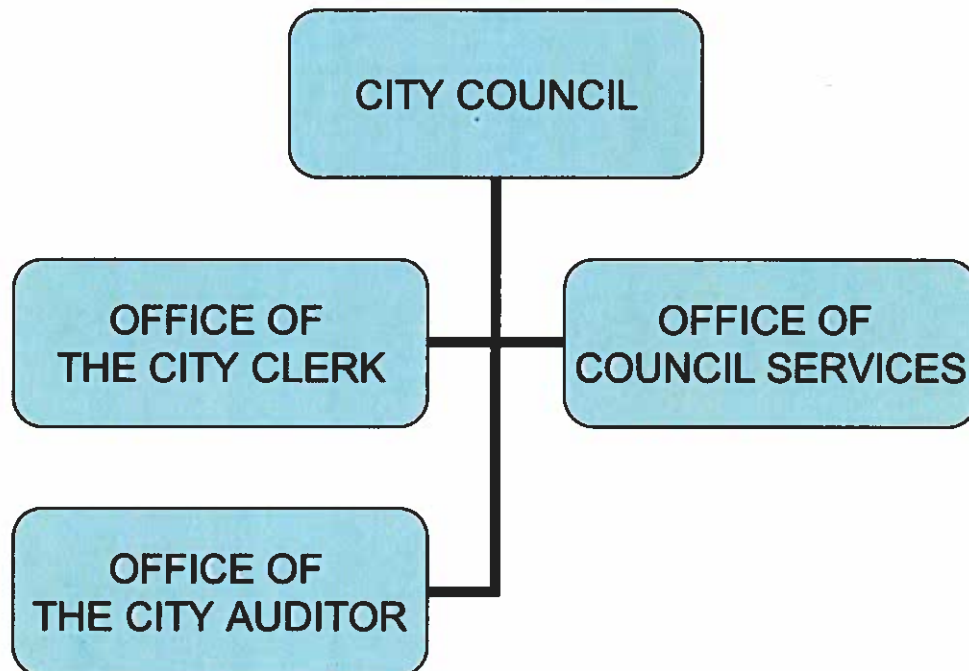 CITY COUNCIL
OFFICE OF
THE CITY CLERK
OFFICE OF
COUNCIL SERVICES
OFFICE OF
THE CITY AUDITOR